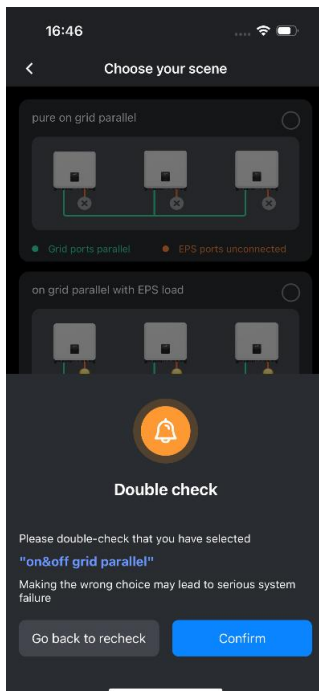 16:46
Choose your scene
pure on grid parallel
Grid ports parallel
EPS ports unconnected
on grid parallel with EPS load
Double check
Please double-check that you have selected
"on&off grid parallel"
Making the wrong choice may lead to serious system
failure
Go back to recheck
Confirm